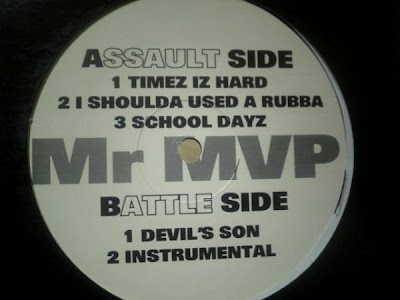 ASSAULT SIDE
1 TIMEZ IZ HARD
2 I SHOULDA USED A RUBBA
3 SCHOOL DAYZ
Mr MVP
BATTLE SIDE
1 DEVIL'S SON
2 INSTRUMENTAL